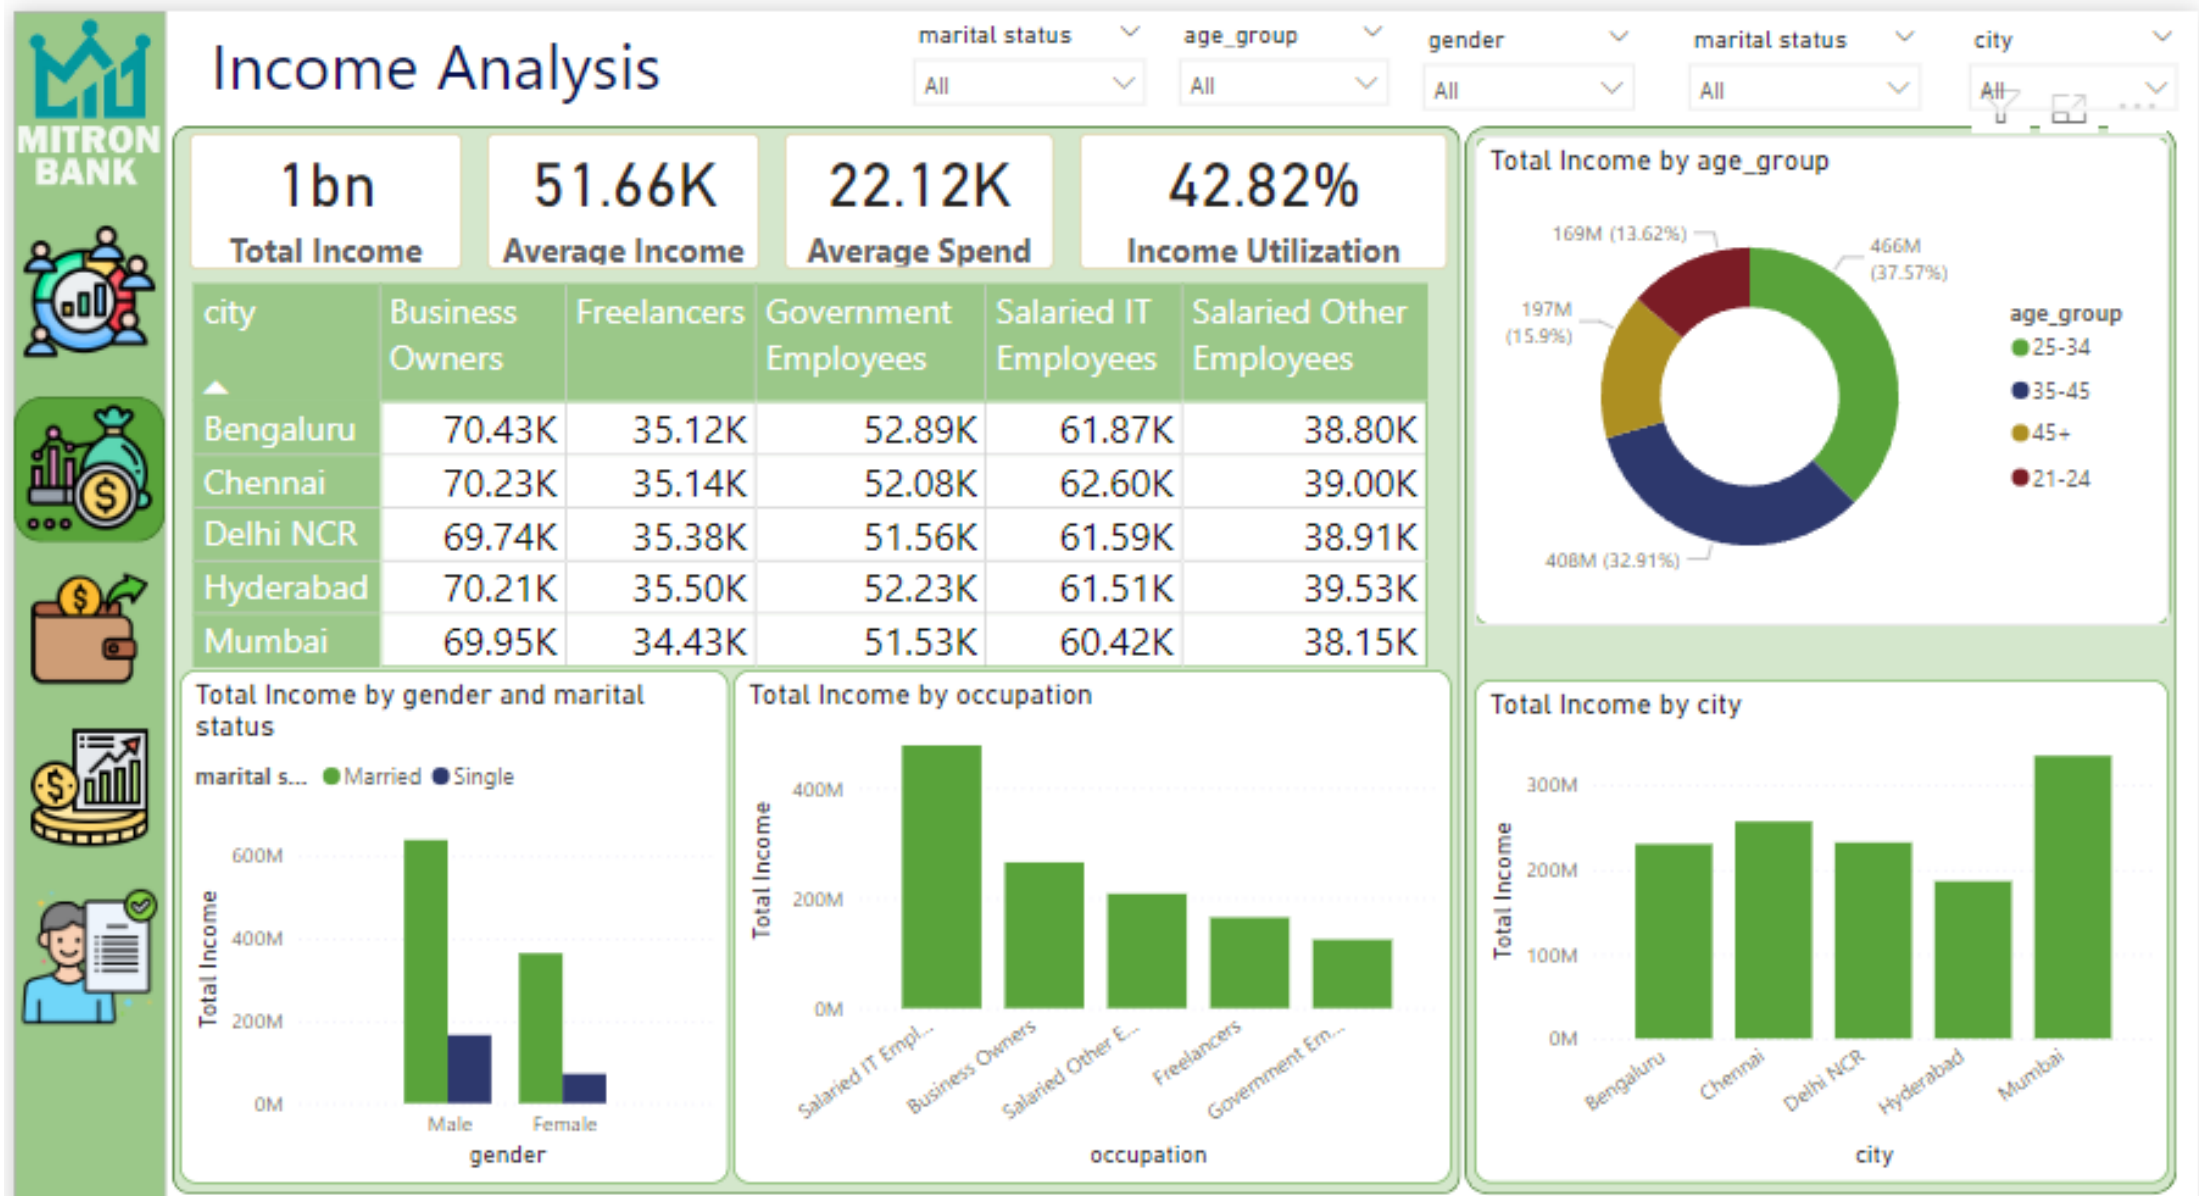 MITRON
BANK
Income Analysis
marital status
All
age_group
All
gender
All
marital status
All
city
All
1bn
Total Income
51.66K
Average Income
22.12K
Average Spend
42.82%
Income Utilization
city Business Owners Freelancers Government Employees Salaried IT Employees Salaried Other Employees
Bengaluru 70.43K 35.12K 52.89K 61.87K 38.80K
Chennai 70.23K 35.14K 52.08K 62.60K 39.00K
Delhi NCR 69.74K 35.38K 51.56K 61.59K 38.91K
Hyderabad 70.21K 35.50K 52.23K 61.51K 39.53K
Mumbai 69.95K 34.43K 51.53K 60.42K 38.15K
Total Income by age_group
169M (13.62%)
466M
(37.57%)
197M
(15.9%)
408M (32.91%)
age_group
25-34
35-45
45+
21-24
Total Income by gender and marital
status
marital s... Married Single
Total Income
600M
400M
200M
0M
Male Female
gender
Total Income by occupation
Total Income
400M
200M
0M
Salaried IT Empl...
Business Owners
Salaried Other E...
Freelancers
Government Em...
occupation
Total Income by city
Total Income
300M
200M
100M
0M
Bengaluru
Chennai
Delhi NCR
Hyderabad
Mumbai
city